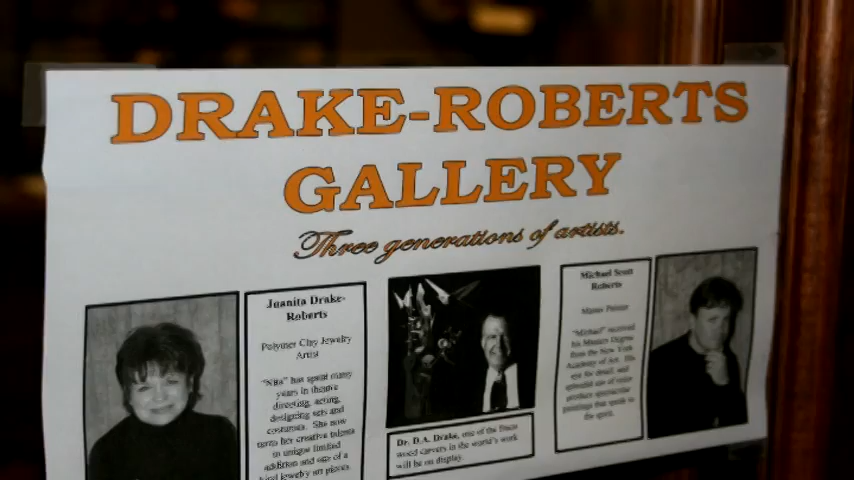 DRAKE-ROBERTS
GALLERY
Three generations of artists.
Juanita Drake-
Roberts
Polymer Clay Jewelry
Artist
"Nita" has spent many
years in theatre
directing, acting,
designing sets and
costumes. She now
turns her creative talents
to unique limited
addition and one of a
kind jewelry art pieces.
Dr. D.A. Drake, one of the finest
wood carvers in the world's work
will be on display.
Michael Scott
Roberts
Master Painter
"Michael" received
his Masters Degree
from the New York
Academy of Art. His
eye for detail and
splendid use of color
produce spectacular
paintings that speak to
the spirit.